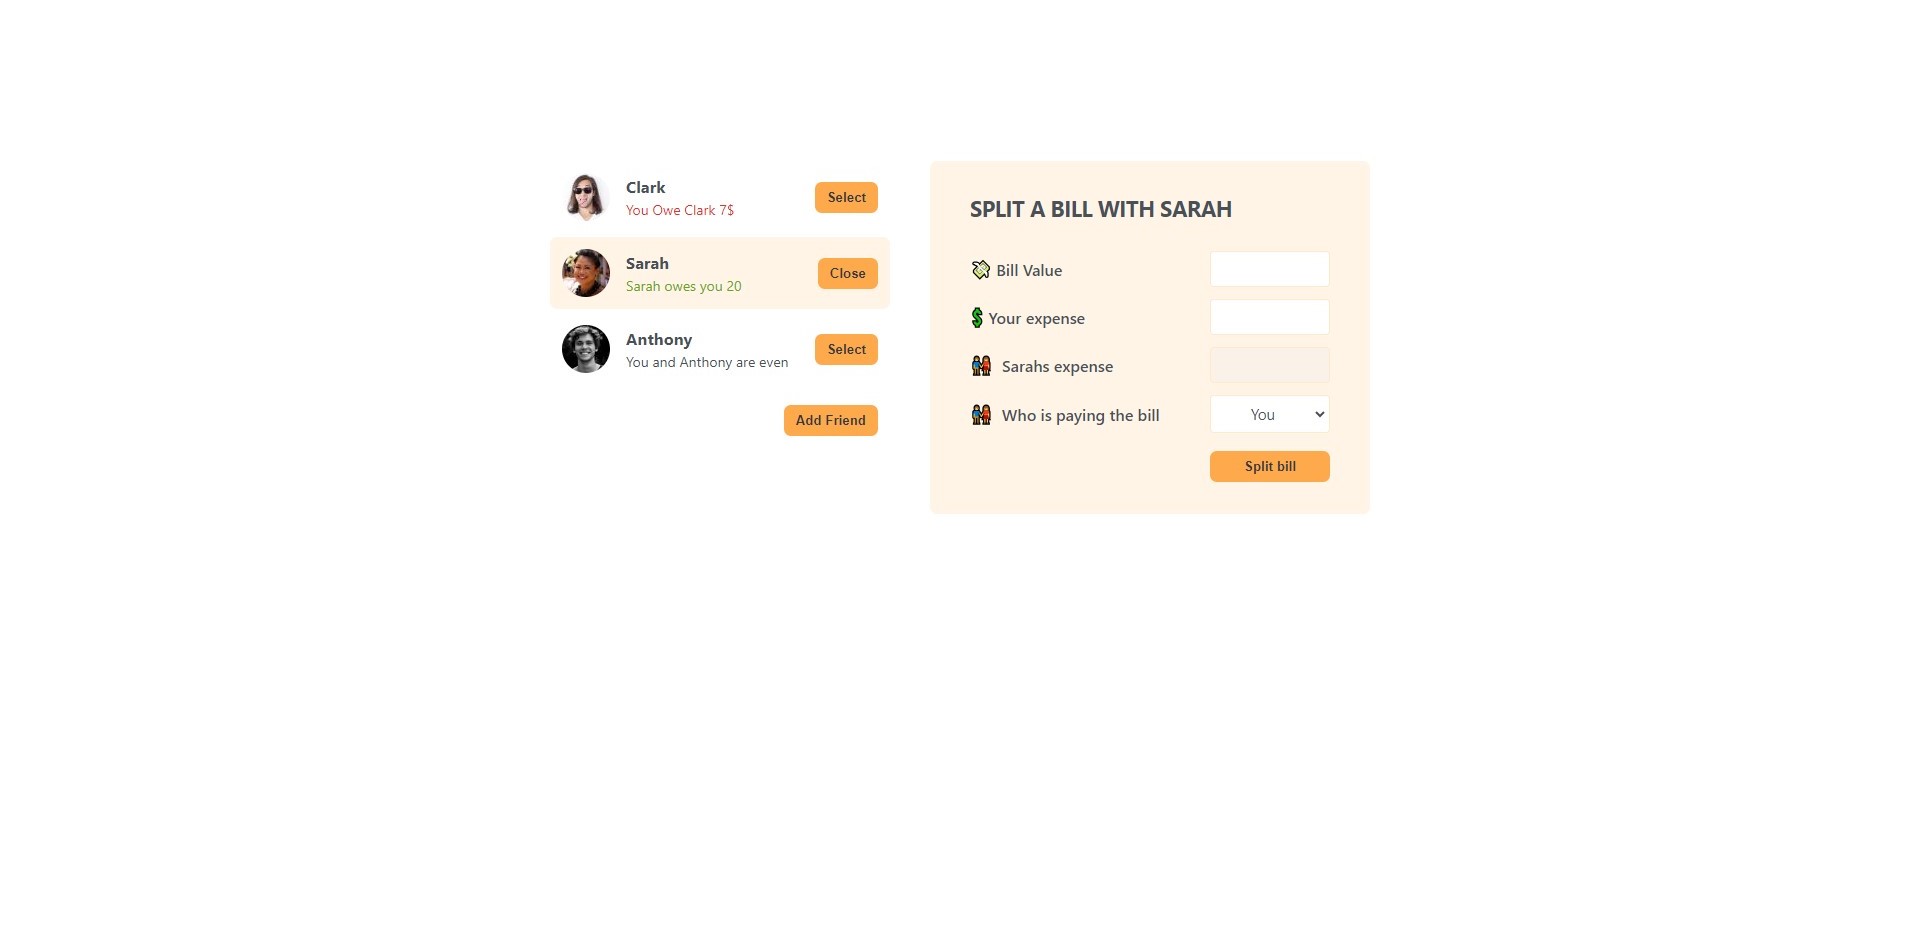 Clark
You Owe Clark 7$
Select
Sarah
Sarah owes you 20
Close
Anthony
You and Anthony are even
Select
Add Friend
SPLIT A BILL WITH SARAH
Bill Value
Your expense
Sarahs expense
Who is paying the bill
You
Split bill